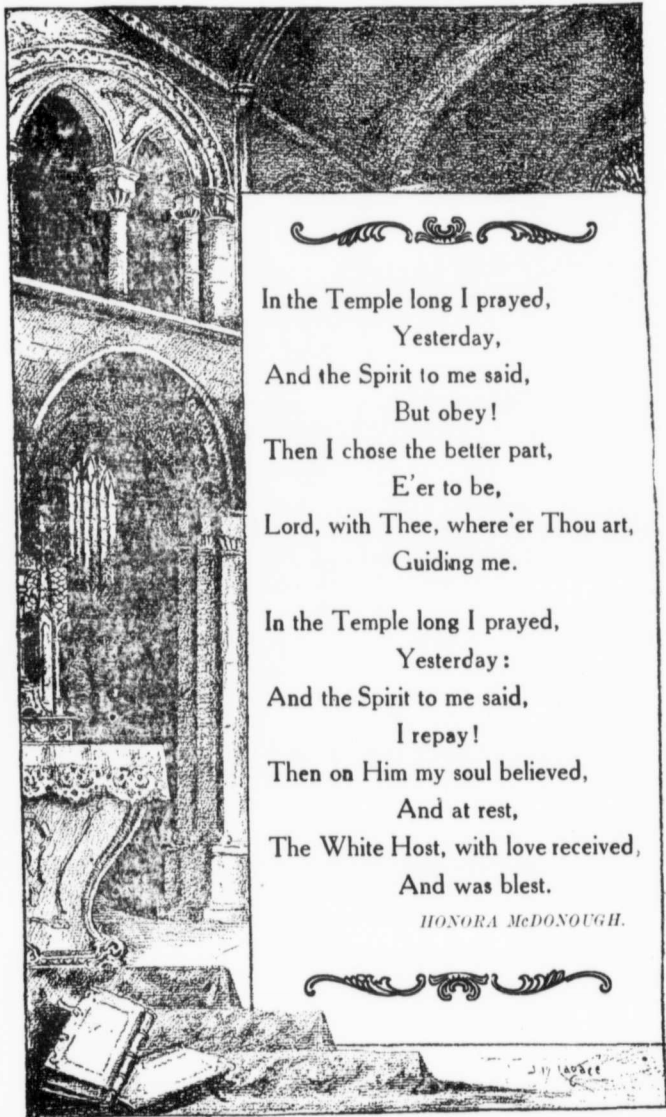 In the Temple long I prayed,
Yesterday,
And the Spirit to me said,
But obey!
Then I chose the better part,
E'er to be,
Lord, with Thee, where'er Thou art,
Guiding me.
In the Temple long I prayed,
Yesterday:
And the Spirit to me said,
I repay!
Then on Him my soul believed,
And at rest,
The White Host, with love received,
And was blest.
HONORA McDONOUGH.